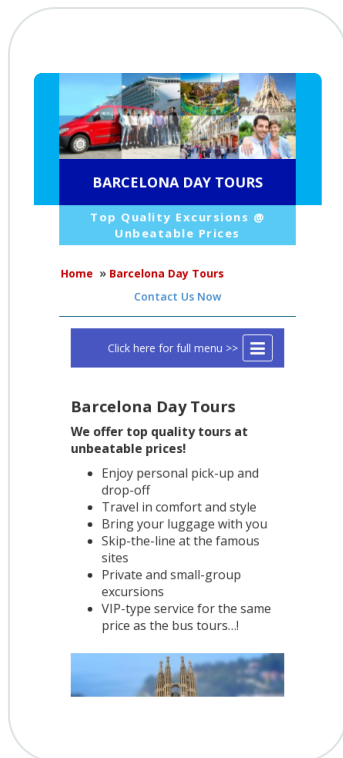 BARCELONA DAY TOURS
Top Quality Excursions @
Unbeatable Prices
Home » Barcelona Day Tours
Contact Us Now
Click here for full menu >>
Barcelona Day Tours
We offer top quality tours at
unbeatable prices!
• Enjoy personal pick-up and
drop-off
• Travel in comfort and style
• Bring your luggage with you
• Skip-the-line at the famous
sites
• Private and small-group
excursions
• VIP-type service for the same
price as the bus tours...!